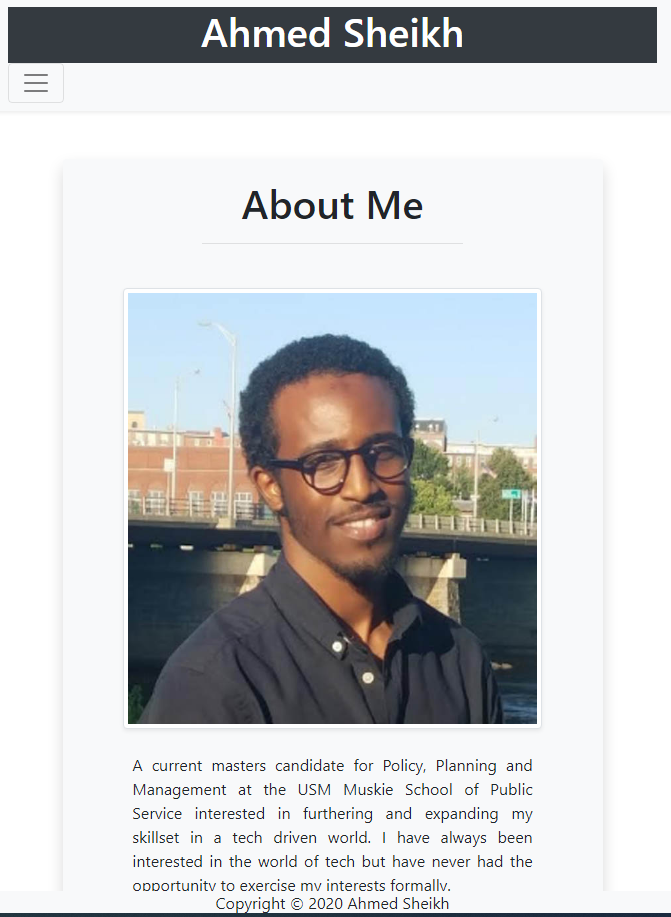 Ahmed Sheikh
About Me
A current masters candidate for Policy, Planning and
Management at the USM Muskie School of Public
Service interested in furthering and expanding my
skillset in a tech driven world. I have always been
interested in the world of tech but have never had the
opportunity to exercise my interests formally.
Copyright © 2020 Ahmed Sheikh